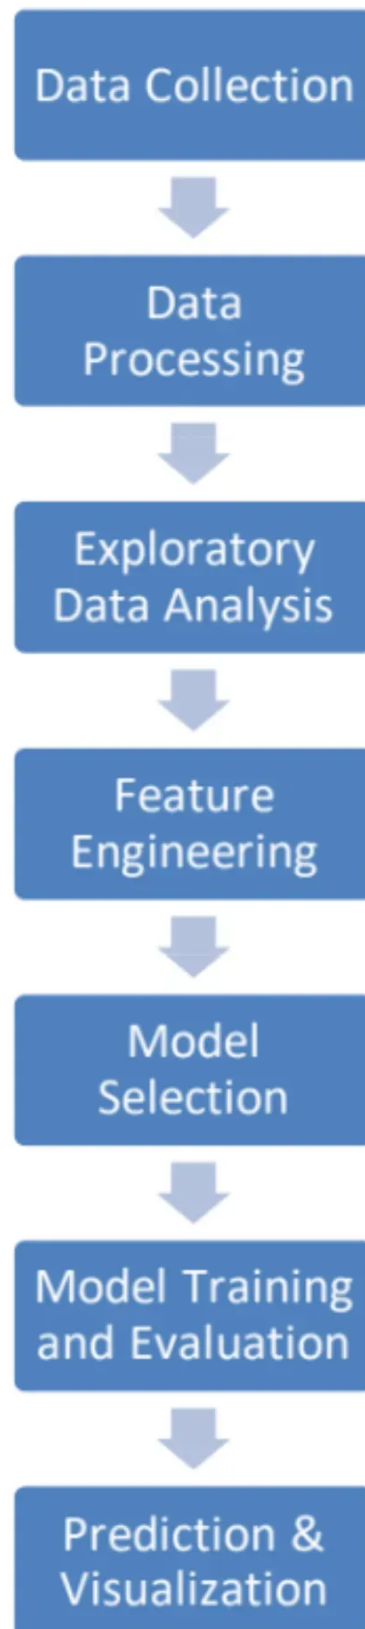 Data Collection
Data
Processing
Exploratory
Data Analysis
Feature
Engineering
Model
Selection
Model Training
and Evaluation
Prediction &
Visualization